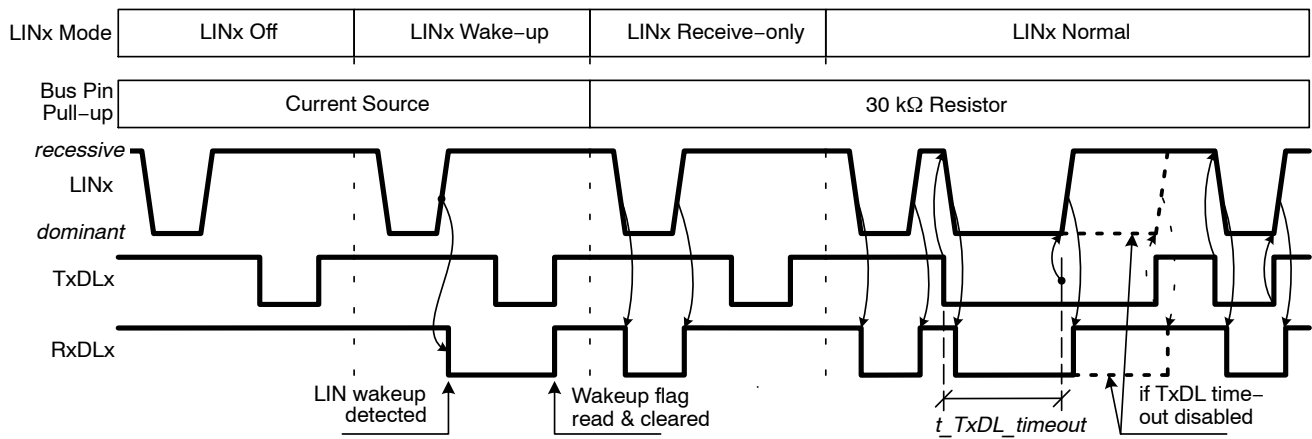 LINx Mode
LINx Off
LINx Wake−up
LINx Receive−only
LINx Normal
Bus Pin
Pull−up
Current Source
30 kΩ Resistor
recessive
LINx
dominant
TxDLx
RxDLx
LIN wakeup
detected
Wakeup flag
read & cleared
t_TxDL_timeout
if TxDL time−
out disabled